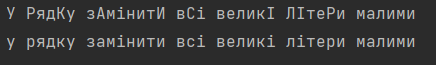 У РядКу зАмінитИ вСі великІ ЛІтеРи малими
у рядку замінити всі великі літери малими